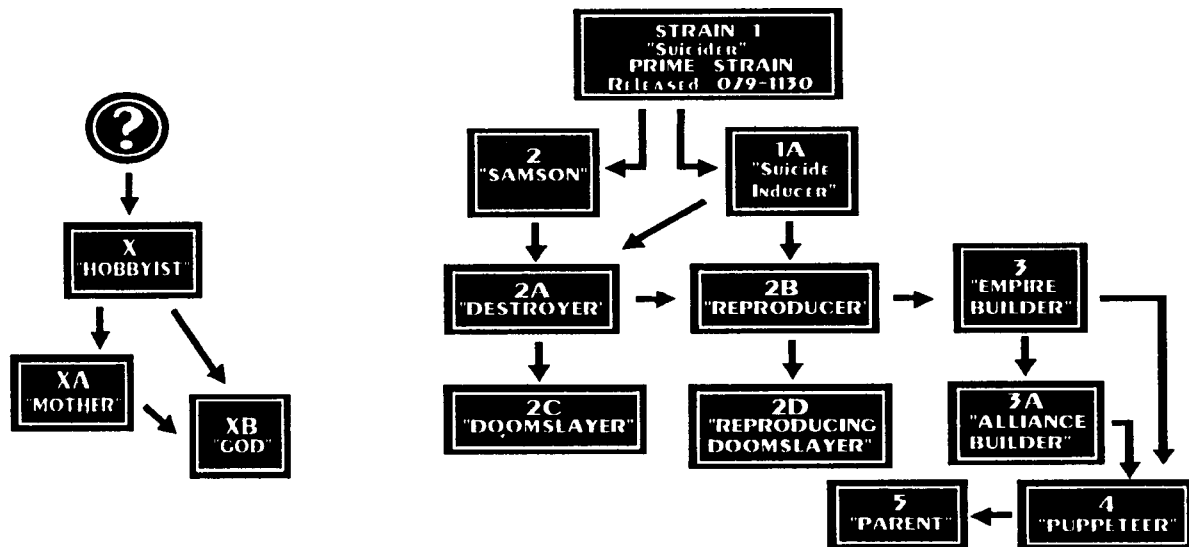 STRAIN 1
"Suicider"
PRIME STRAIN
Released 079-1130
?
2
"SAMSON"
1A
"Suicide
Inducer"
X
"HOBBYIST"
2A
"DESTROYER"
2B
"REPRODUCER"
3
"EMPIRE
BUILDER"
XA
"MOTHER"
XB
"GOD"
2C
"DOOMSLAYER"
2D
"REPRODUCING
DOOMSLAYER"
3A
"ALLIANCE
BUILDER"
5
"PARENT"
4
"PUPPETEER"